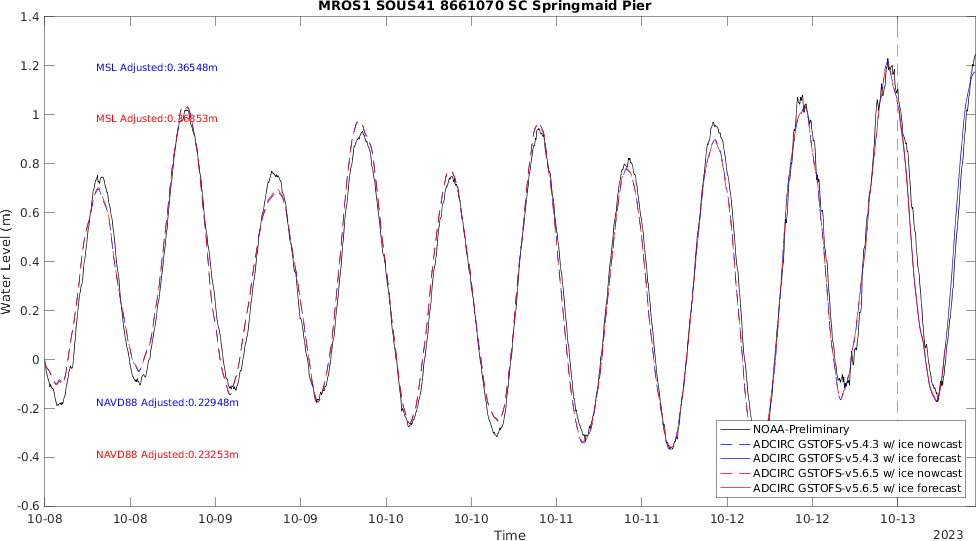 MROS1 SOUS41 8661070 SC Springmaid Pier
Water Level (m)
1.4
1.2
1
0.8
0.6
0.4
0.2
0
-0.2
-0.4
-0.6
MSL Adjusted:0.36548m
MSL Adjusted:0.36853m
NAVD88 Adjusted:0.22948m
NAVD88 Adjusted:0.23253m
NOAA-Preliminary
ADCIRC GSTOFS-v5.4.3 w/ ice nowcast
ADCIRC GSTOFS-v5.4.3 w/ ice forecast
ADCIRC GSTOFS-v5.6.5 w/ ice nowcast
ADCIRC GSTOFS-v5.6.5 w/ ice forecast
10-08 10-08 10-09 10-09 10-10 10-10 10-11 10-11 10-12 10-12 10-13
Time
2023